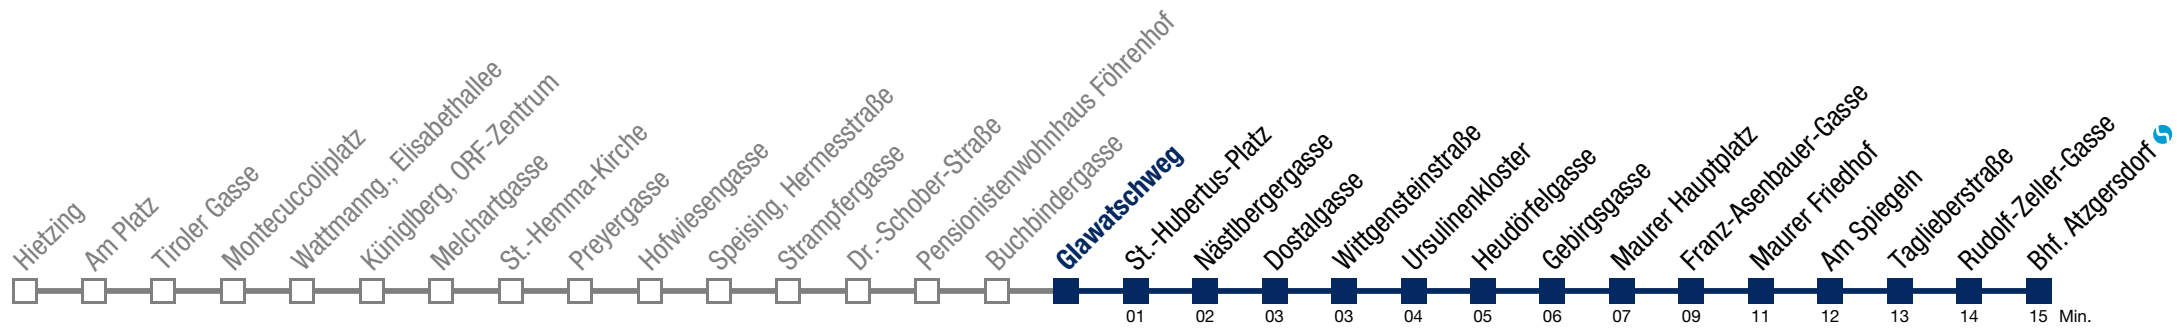 Hietzing
Am Platz
Tiroler Gasse
Montecuccoliplatz
Wattmanng., Elisabethallee
Küniglberg, ORF-Zentrum
Melchartgasse
St.-Hemma-Kirche
Preyergasse
Hofwiesengasse
Speising, Hermesstraße
Strampfergasse
Dr.-Schober-Straße
Pensionistenwohnhaus Föhrenhof
Buchbindergasse
Glawatschweg
St.-Hubertus-Platz
Nästlbergergasse
Dostalgasse
Wittgensteinstraße
Ursulinenkloster
Heudörfelgasse
Gebirgsgasse
Maurer Hauptplatz
Franz-Asenbauer-Gasse
Maurer Friedhof
Am Spiegeln
Taglieberstraße
Rudolf-Zeller-Gasse
Bhf. Atzgersdorf
01 02 03 03 04 05 06 07 09 11 12 13 14 15 Min.